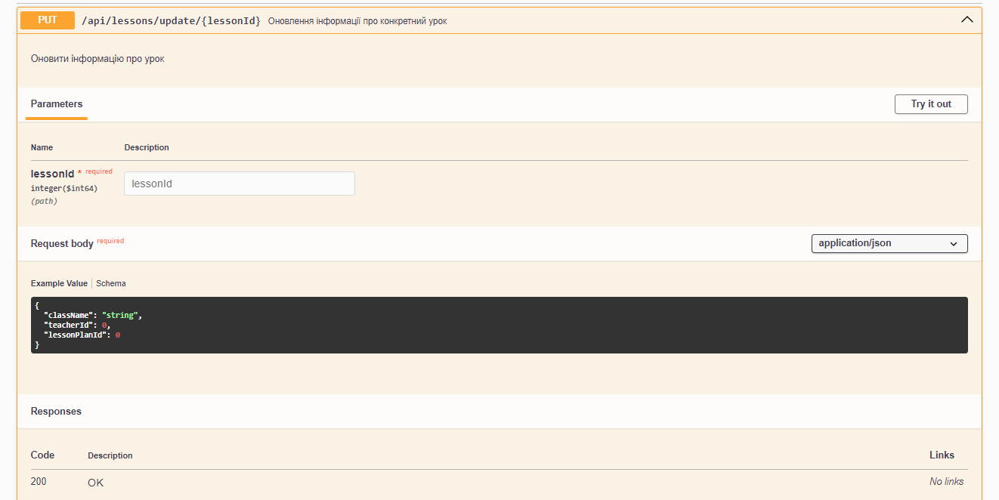 PUT /api/lessons/update/{lessonId} Оновлення інформації про конкретний урок
Оновити інформацію про урок
Parameters Try it out
Name Description
lessonId * required lessonId
integer($int64)
(path)
Request body required application/json
Example Value | Schema
{
"className": "string",
"teacherId": 0,
"lessonPlanId": 0
}
Responses
Code Description Links
200 OK No links